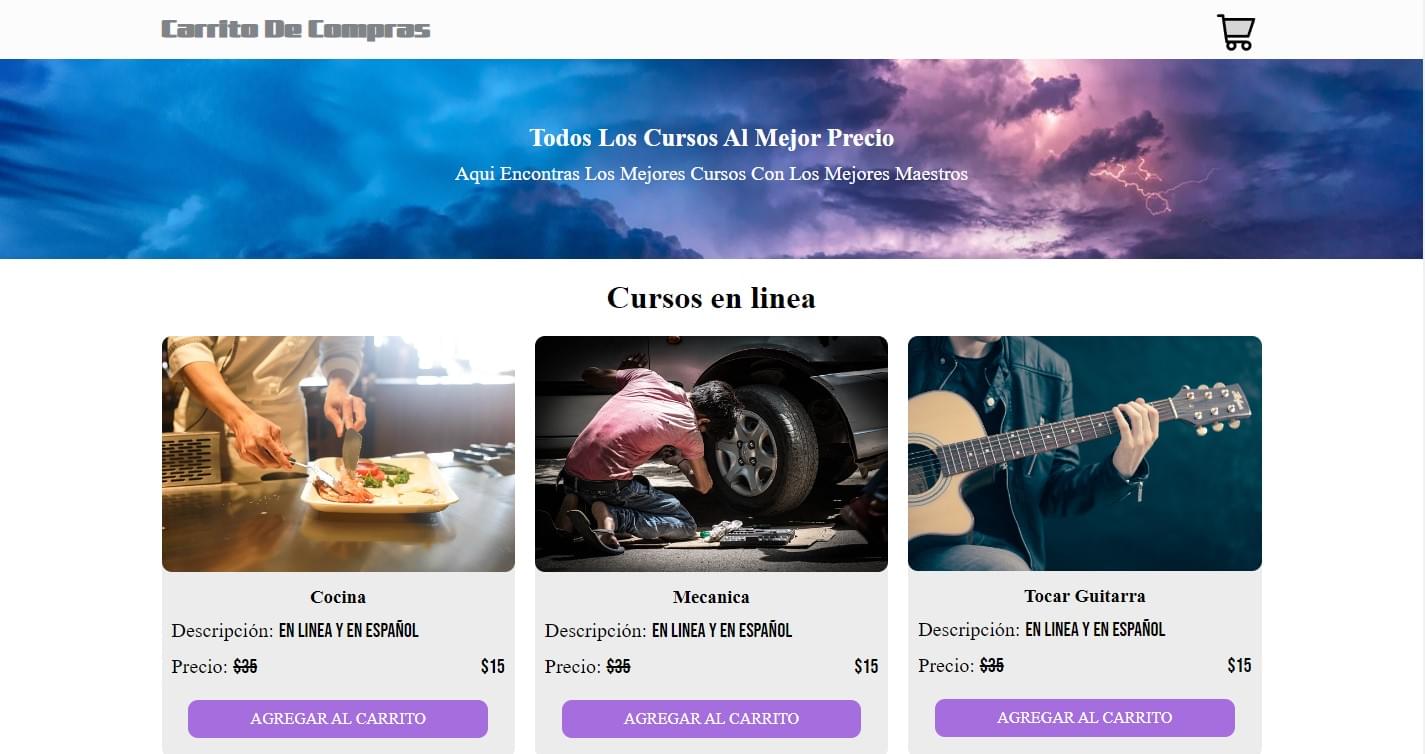 Carrito De Compras
Todos Los Cursos Al Mejor Precio
Aqui Encontras Los Mejores Cursos Con Los Mejores Maestros
Cursos en linea
Cocina
Descripción: EN LINEA Y EN ESPAÑOL
Precio: $35 $15
AGREGAR AL CARRITO
Mecanica
Descripción: EN LINEA Y EN ESPAÑOL
Precio: $35 $15
AGREGAR AL CARRITO
Tocar Guitarra
Descripción: EN LINEA Y EN ESPAÑOL
Precio: $35 $15
AGREGAR AL CARRITO